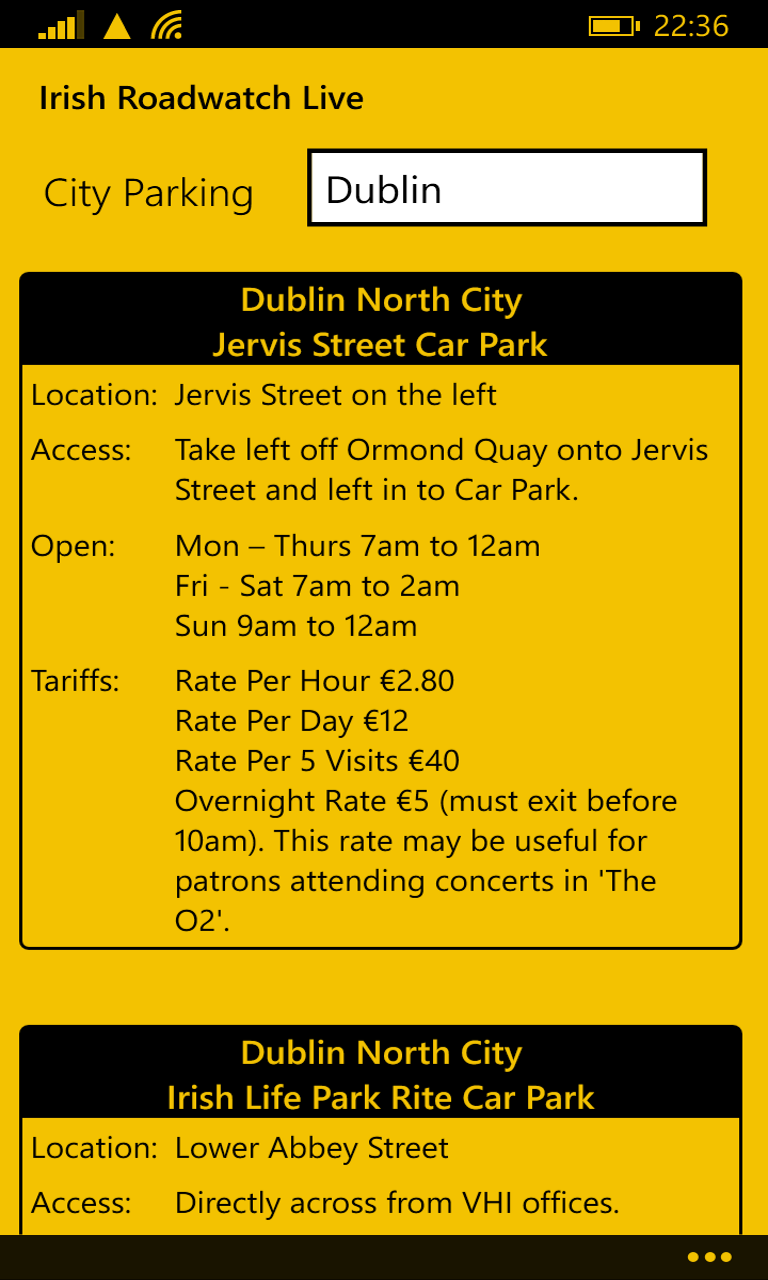 22:36
Irish Roadwatch Live
City Parking
Dublin
Dublin North City
Jervis Street Car Park
Location: Jervis Street on the left
Access: Take left off Ormond Quay onto Jervis
Street and left in to Car Park.
Open: Mon – Thurs 7am to 12am
Fri - Sat 7am to 2am
Sun 9am to 12am
Tariffs: Rate Per Hour €2.80
Rate Per Day €12
Rate Per 5 Visits €40
Overnight Rate €5 (must exit before
10am). This rate may be useful for
patrons attending concerts in 'The
O2'.
Dublin North City
Irish Life Park Rite Car Park
Location: Lower Abbey Street
Access: Directly across from VHI offices.